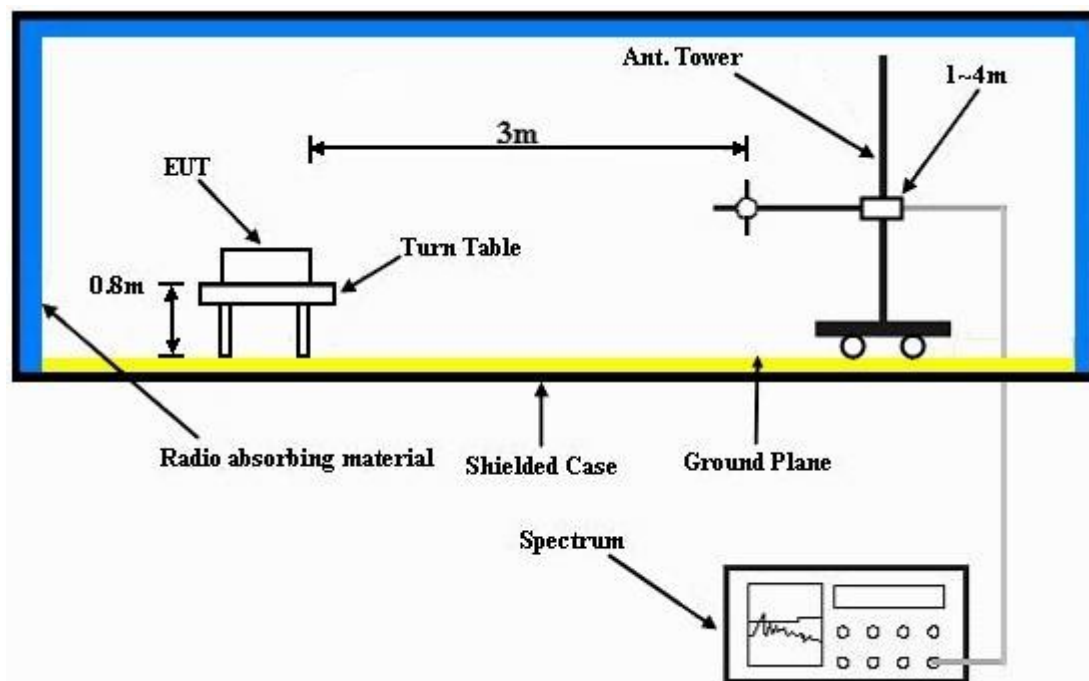 Ant. Tower
1~4m
3m
EUT
Turn Table
0.8m
Radio absorbing material
Shielded Case
Ground Plane
Spectrum